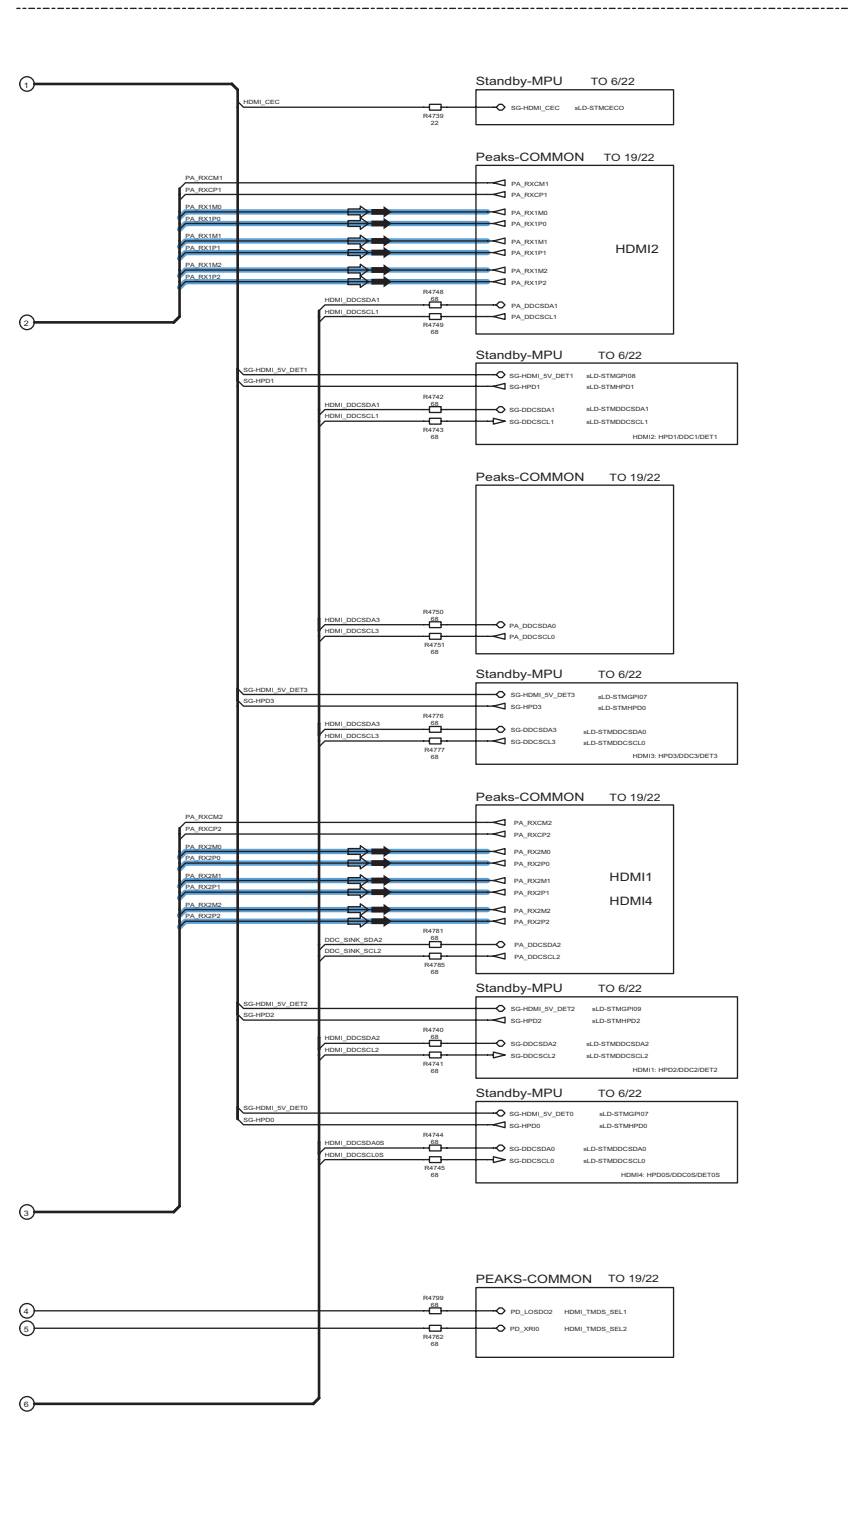 1
Standby-MPU TO 6/22
HDMI_CEC
SG-HDMI_CEC sLD-STMCECO
R4739
22
Peaks-COMMON TO 19/22
PA_RXCM1 PA_RXCM1
PA_RXCP1 PA_RXCP1
PA_RX1M0 PA_RX1M0
PA_RX1P0 PA_RX1P0
PA_RX1M1 PA_RX1M1
HDMI2
PA_RX1P1 PA_RX1P1
PA_RX1M2 PA_RX1M2
PA_RX1P2 PA_RX1P2
R4748
68
HDMI_DDCSDA1 PA_DDCSDA1
HDMI_DDCSCL1 PA_DDCSCL1
2
R4749
68
Standby-MPU TO 6/22
SG-HDMI_5V_DET1 SG-HDMI_5V_DET1 sLD-STMGPI08
SG-HPD1 SG-HPD1 sLD-STMHPD1
R4742
68
HDMI_DDCSDA1 SG-DDCSDA1 sLD-STMDDCSDA1
HDMI_DDCSCL1 SG-DDCSCL1 sLD-STMDDCSCL1
R4743
68
HDMI2: HPD1/DDC1/DET1
Peaks-COMMON TO 19/22
R4750
68
HDMI_DDCSDA3 PA_DDCSDA0
HDMI_DDCSCL3 PA_DDCSCL0
R4751
68
Standby-MPU TO 6/22
SG-HDMI_5V_DET3 SG-HDMI_5V_DET3 sLD-STMGPI07
SG-HPD3 SG-HPD3 sLD-STMHPD0
R4776
68
HDMI_DDCSDA3 SG-DDCSDA3 sLD-STMDDCSDA0
HDMI_DDCSCL3 SG-DDCSCL3 sLD-STMDDCSCL0
R4777
68
HDMI3: HPD3/DDC3/DET3
Peaks-COMMON TO 19/22
PA_RXCM2 PA_RXCM2
PA_RXCP2 PA_RXCP2
PA_RX2M0 PA_RX2M0
PA_RX2P0 PA_RX2P0
PA_RX2M1 PA_RX2M1
HDMI1
PA_RX2P1 PA_RX2P1
HDMI4
PA_RX2M2 PA_RX2M2
PA_RX2P2 PA_RX2P2
R4781
68
DDC_SINK_SDA2 PA_DDCSDA2
DDC_SINK_SCL2 PA_DDCSCL2
R4785
68
Standby-MPU TO 6/22
SG-HDMI_5V_DET2 SG-HDMI_5V_DET2 sLD-STMGPI09
SG-HPD2 SG-HPD2 sLD-STMHPD2
R4740
68
HDMI_DDCSDA2 SG-DDCSDA2 sLD-STMDDCSDA2
HDMI_DDCSCL2 SG-DDCSCL2 sLD-STMDDCSCL2
R4741
68
HDMI1: HPD2/DDC2/DET2
Standby-MPU TO 6/22
SG-HDMI_5V_DET0 SG-HDMI_5V_DET0 sLD-STMGPI07
SG-HPD0 SG-HPD0 sLD-STMHPD0
R4744
68
HDMI_DDCSDA0S SG-DDCSDA0 sLD-STMDDCSDA0
HDMI_DDCSCL0S SG-DDCSCL0 sLD-STMDDCSCL0
R4745
68
HDMI4: HPD0S/DDC0S/DET0S
3
PEAKS-COMMON TO 19/22
R4799
68
4 PD_LOSDO2 HDMI_TMDS_SEL1
5 PD_XRI0 HDMI_TMDS_SEL2
R4762
68
6